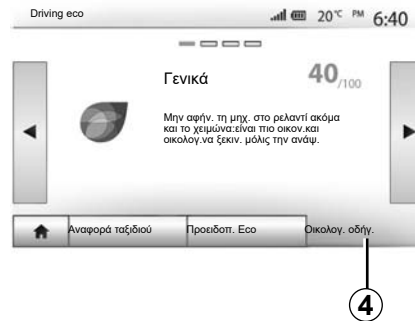 Driving eco 20°C PM 6:40
Γενικά 40/100
Μην αφήν. τη μηχ. στο ρελαντί ακόμα
και το χειμώνα:είναι πιο οικον.και
οικολογ.να ξεκιν. μόλις την ανάψ.
Αναφορά ταξιδιού Προειδοπ. Eco Οικολογ. οδήγ.
4